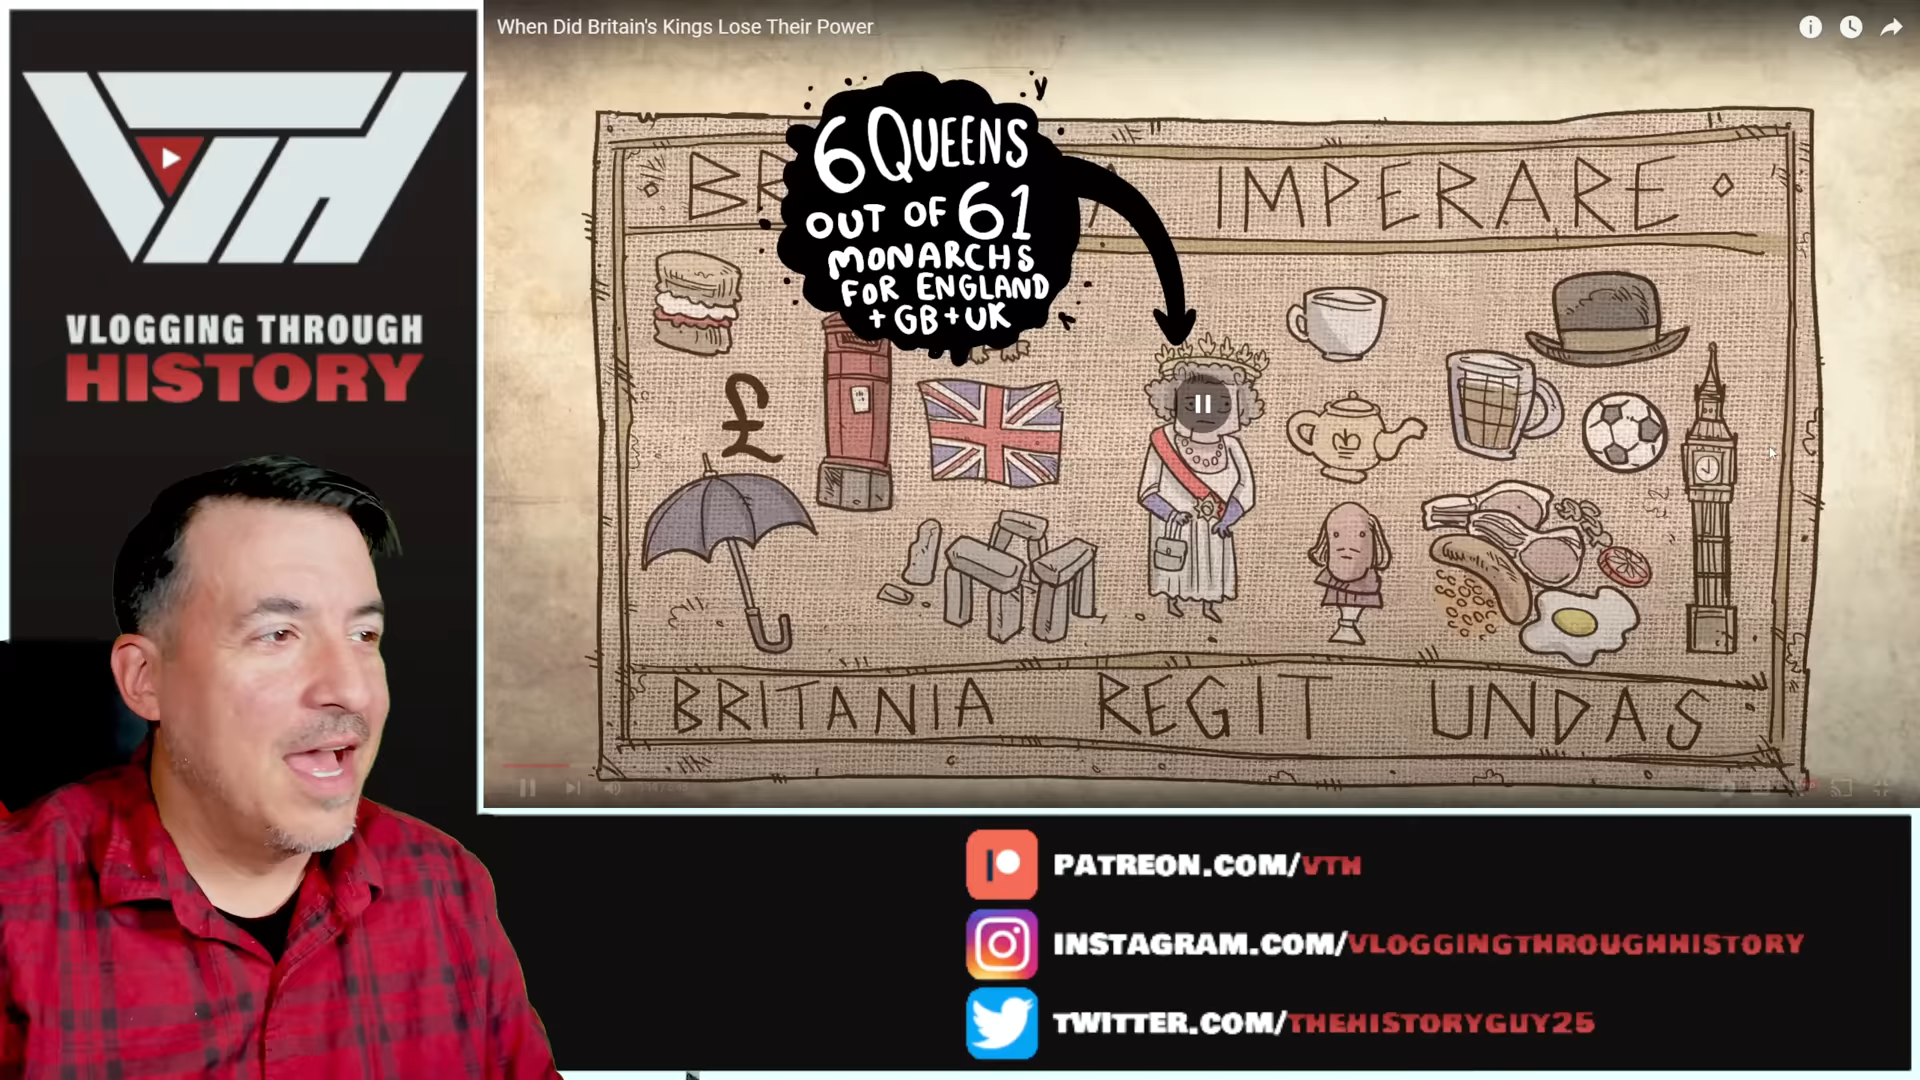 VTH
VLOGGING THROUGH
HISTORY
When Did Britain's Kings Lose Their Power
6 QUEENS
OUT OF 61
MONARCHS
FOR ENGLAND
+ GB + UK
IMPERARE
£
BRITANIA REGIT UNDAS
PATREON.COM/VTH
INSTAGRAM.COM/VLOGGINGTHROUGHHISTORY
TWITTER.COM/THEHISTORYGUY25